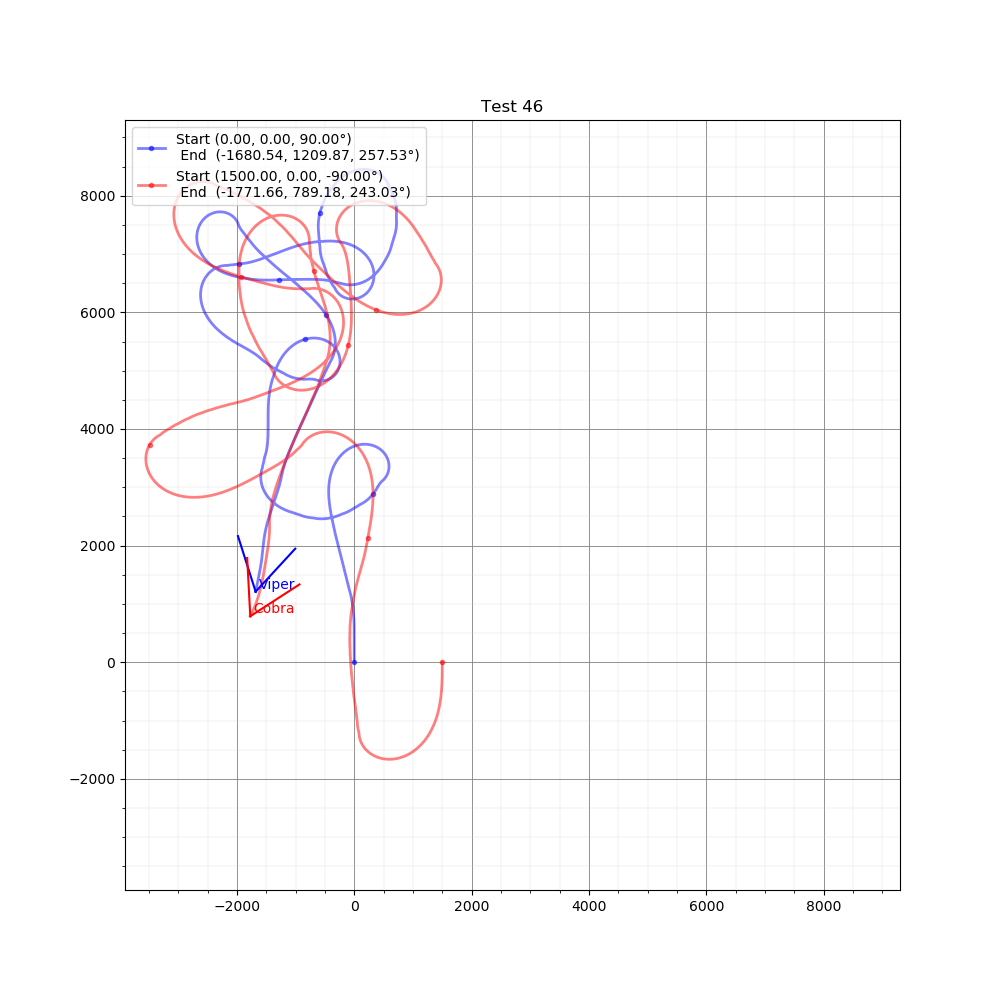 Test 46
Start (0.00, 0.00, 90.00°)
End  (-1680.54, 1209.87, 257.53°)
Start (1500.00, 0.00, -90.00°)
End  (-1771.66, 789.18, 243.03°)
8000
6000
4000
2000
0
−2000
Viper
Cobra
−2000 0 2000 4000 6000 8000